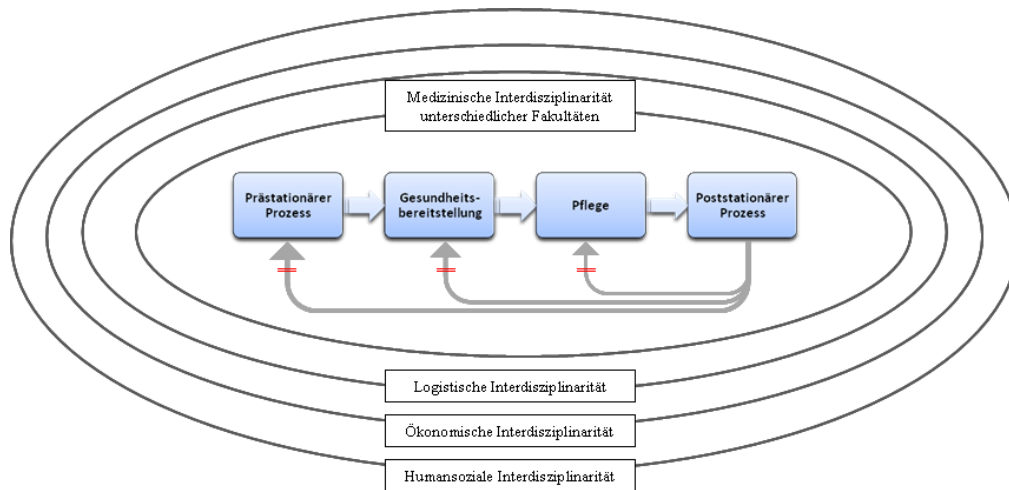 Medizinische Interdisziplinarität
unterschiedlicher Fakultäten
Prästationärer
Prozess
Gesundheits-
bereitstellung
Pflege
Poststationärer
Prozess
Logistische Interdisziplinarität
Ökonomische Interdisziplinarität
Humansoziale Interdisziplinarität